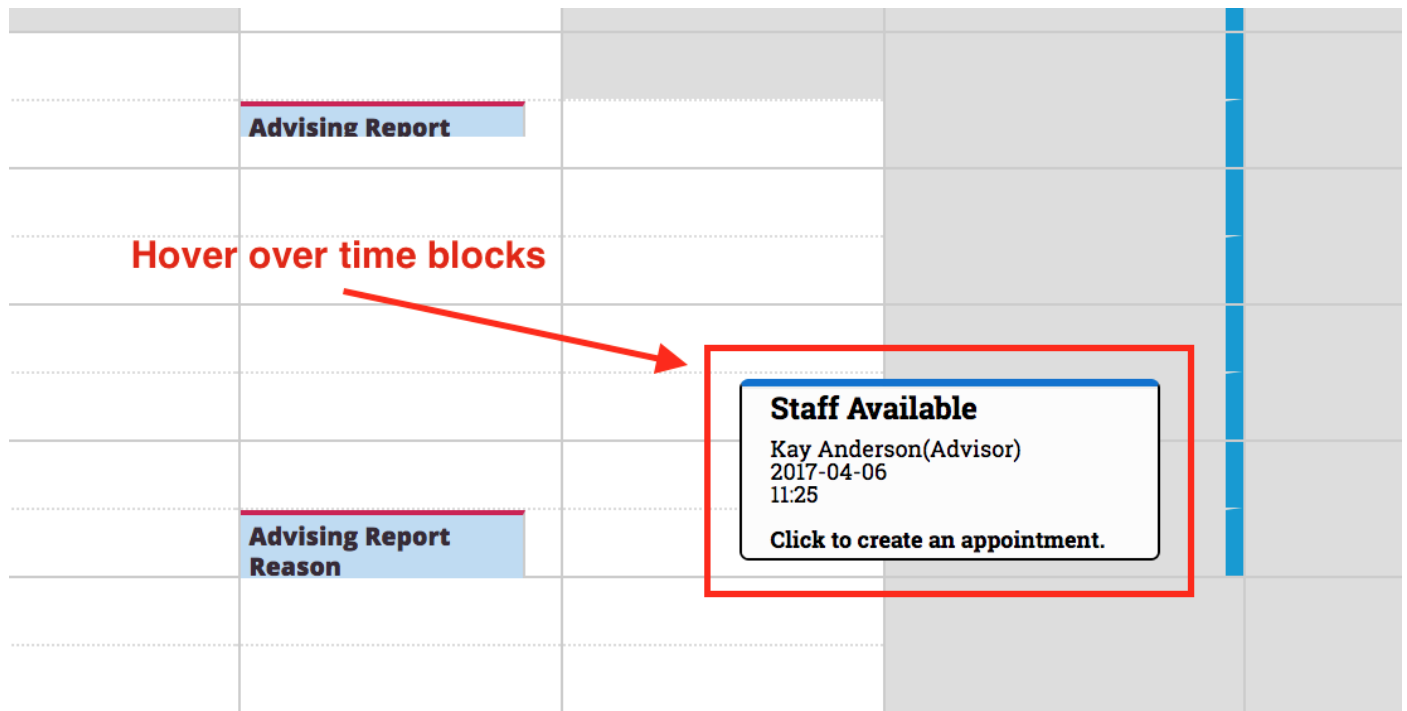 Advising Report
Hover over time blocks
Staff Available
Kay Anderson(Advisor)
2017-04-06
11:25
Click to create an appointment.
Advising Report
Reason